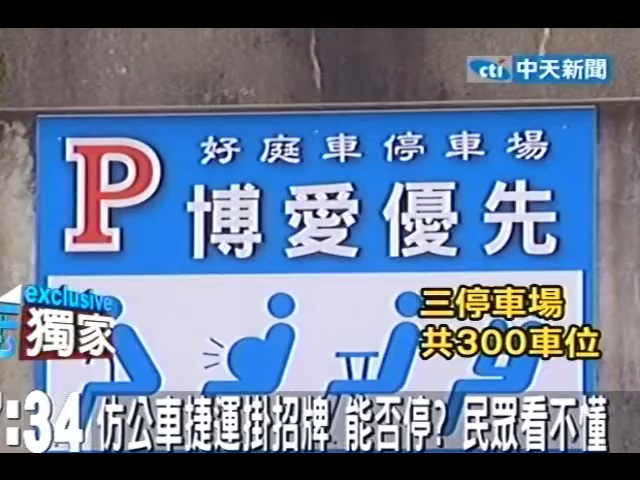 cti 中天新聞
P
好庭車停車場
博愛優先
exclusive
獨家
三停車場
共300車位
:34
仿公車捷運掛招牌 能否停? 民眾看不懂